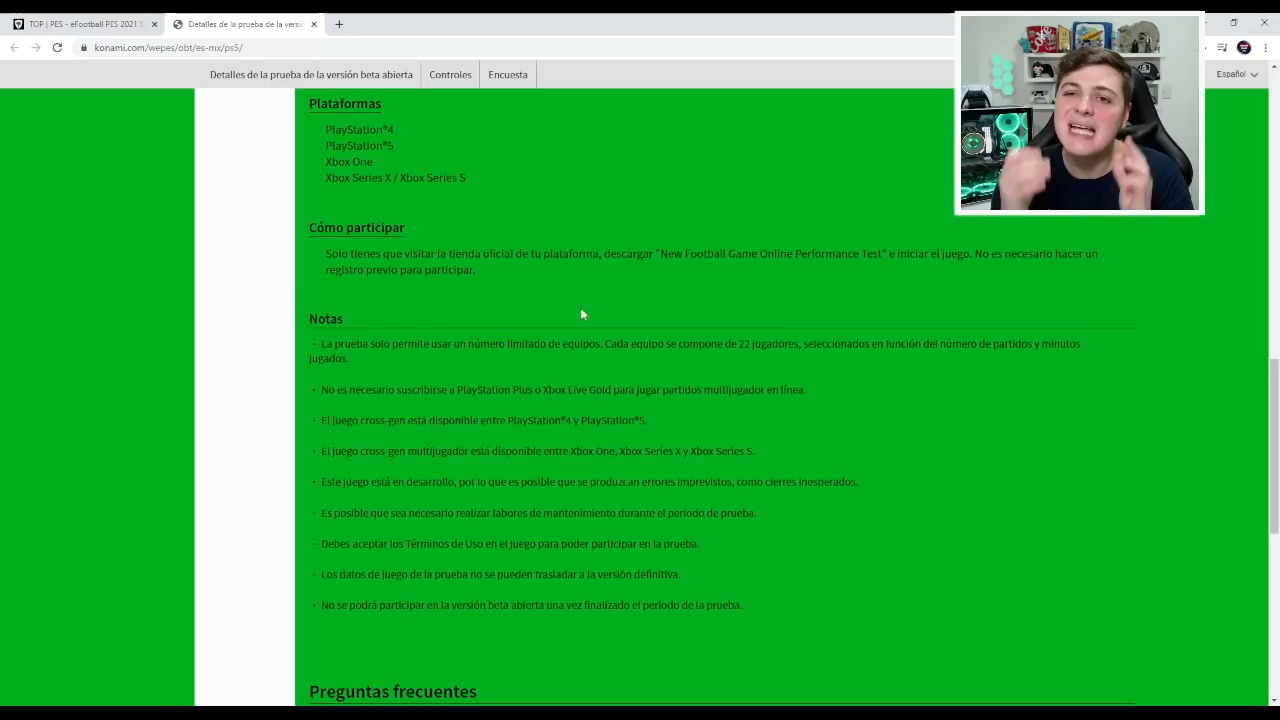 TOP | PES - eFootball PES 2021 S
Detalles de la prueba de la versió
konami.com/wepes/obt/es-mx/ps5/
Detalles de la prueba de la versión beta abierta
Controles
Encuesta
Español
Plataformas
PlayStation®4
PlayStation®5
Xbox One
Xbox Series X / Xbox Series S
Cómo participar
Solo tienes que visitar la tienda oficial de tu plataforma, descargar "New Football Game Online Performance Test" e iniciar el juego. No es necesario hacer un
registro previo para participar.
Notas
・ La prueba solo permite usar un número limitado de equipos. Cada equipo se compone de 22 jugadores, seleccionados en función del número de partidos y minutos
jugados.
・ No es necesario suscribirse a PlayStation Plus o Xbox Live Gold para jugar partidos multijugador en línea.
・ El juego cross-gen está disponible entre PlayStation®4 y PlayStation®5.
・ El juego cross-gen multijugador está disponible entre Xbox One, Xbox Series X y Xbox Series S.
・ Este juego está en desarrollo, por lo que es posible que se produzcan errores imprevistos, como cierres inesperados.
・ Es posible que sea necesario realizar labores de mantenimiento durante el periodo de prueba.
・ Debes aceptar los Términos de Uso en el juego para poder participar en la prueba.
・ Los datos de juego de la prueba no se pueden trasladar a la versión definitiva.
・ No se podrá participar en la versión beta abierta una vez finalizado el periodo de la prueba.
Preguntas frecuentes